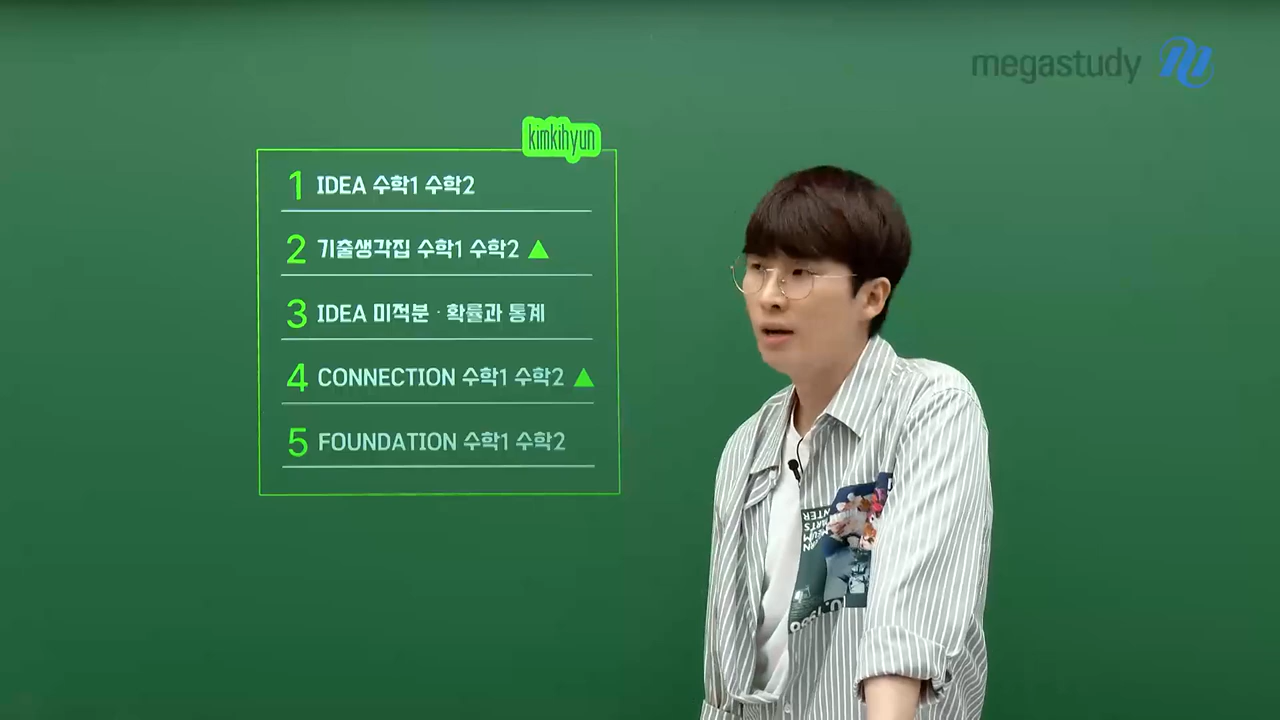 megastudy
kimkihyun
1 IDEA 수학1 수학2
2 기출생각집 수학1 수학2 ▲
3 IDEA 미적분 · 확률과 통계
4 CONNECTION 수학1 수학2 ▲
5 FOUNDATION 수학1 수학2